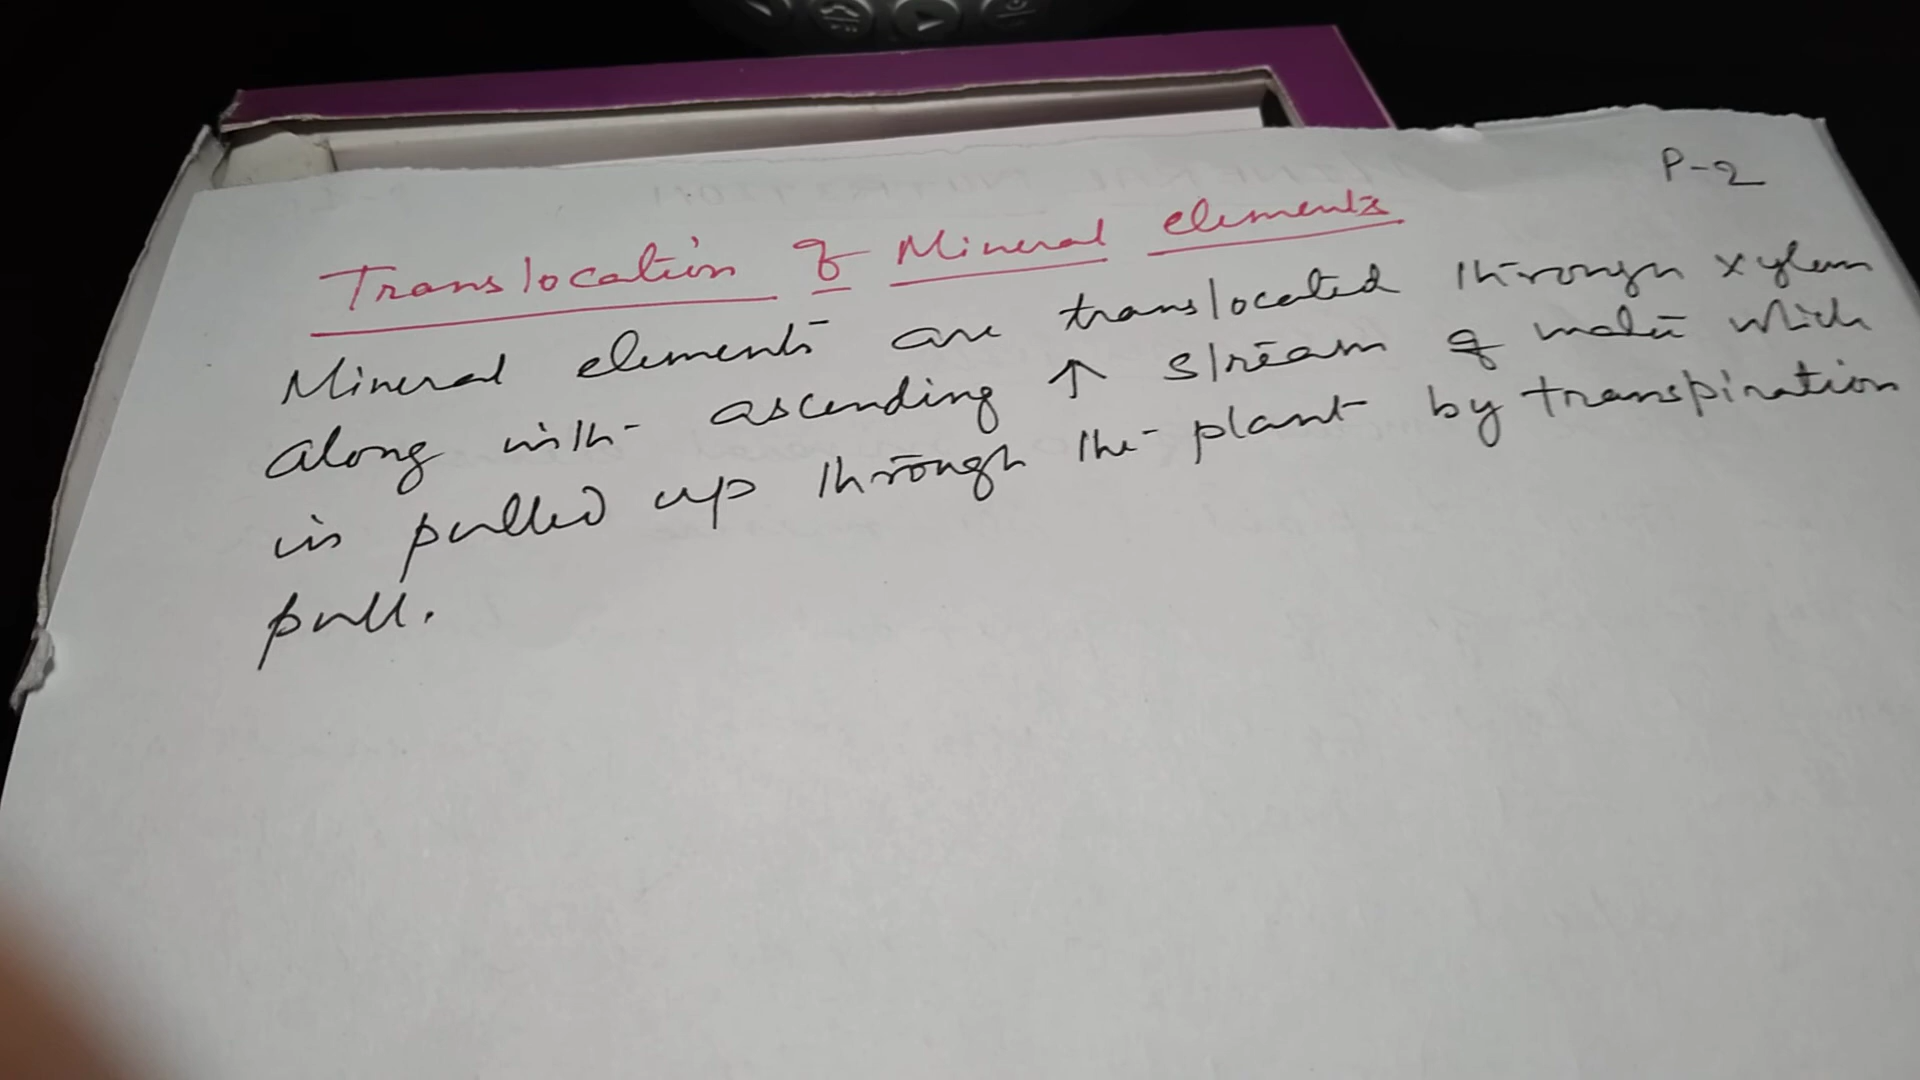 P-2
Translocation of Mineral elements
Mineral elements are translocated through xylem
along with ascending ↑ stream of water which
is pulled up through the plant by transpiration
pull.